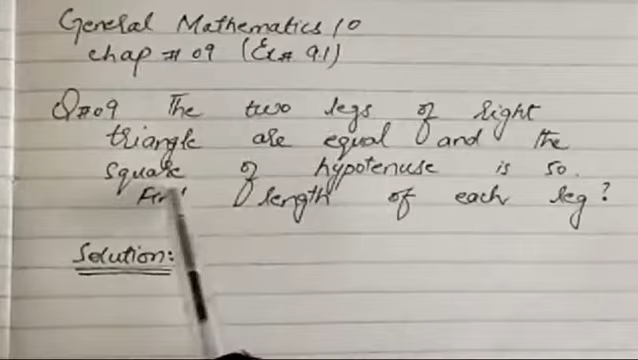 General Mathematics 10
chap # 09 (Ex# 9.1)
Q#09 The two legs of right
triangle are equal and the
square of hypotenuse is 50.
length of each leg?
Solution: